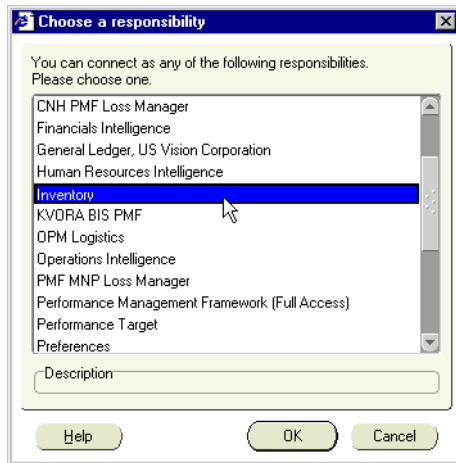 Choose a responsibility
You can connect as any of the following responsibilities.
Please choose one.
CNH PMF Loss Manager
Financials Intelligence
General Ledger, US Vision Corporation
Human Resources Intelligence
Inventory
KVORA BIS PMF
OPM Logistics
Operations Intelligence
PMF MNP Loss Manager
Performance Management Framework (Full Access)
Performance Target
Preferences
Description
Help OK Cancel